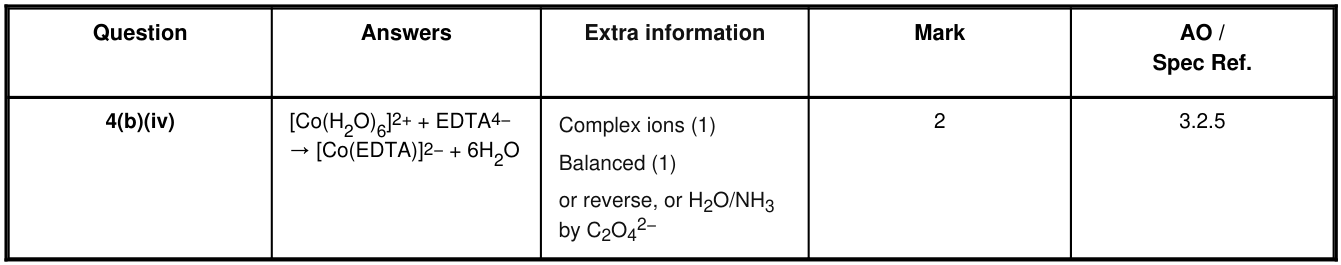 Question Answers Extra information Mark AO /
Spec Ref.
4(b)(iv) [Co(H₂O)₆]²⁺ + EDTA⁴⁻ Complex ions (1) 2 3.2.5
→ [Co(EDTA)]²⁻ + 6H₂O
Balanced (1)
or reverse, or H₂O/NH₃
by C₂O₄²⁻